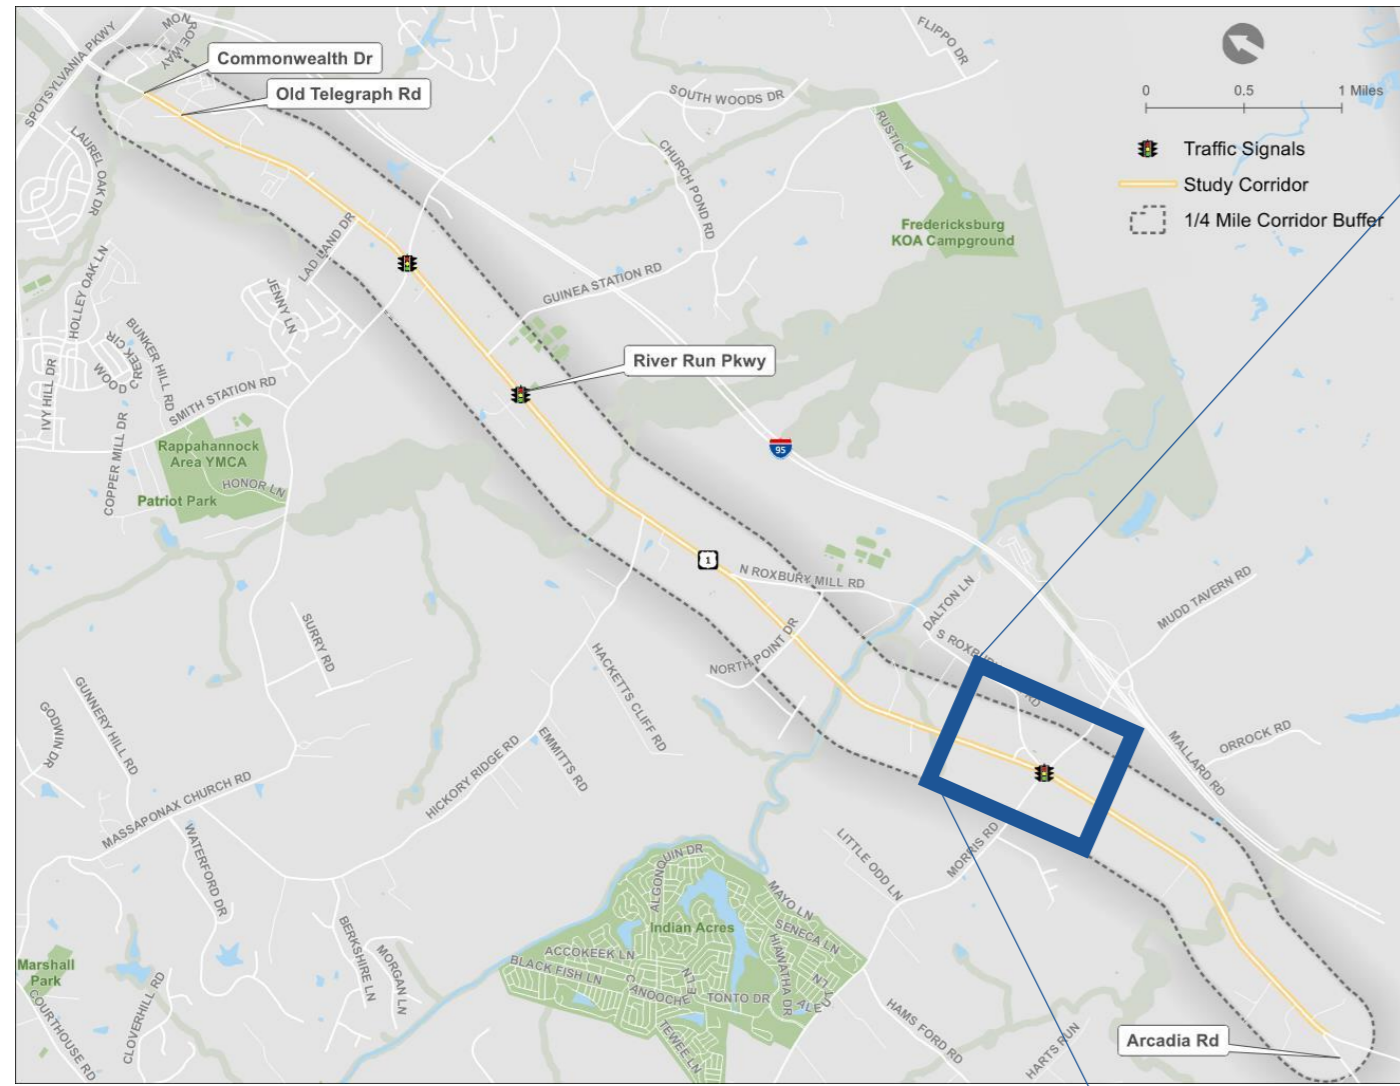 SPOTSYLVANIA PKWY
MONROE WAY
Commonwealth Dr
Old Telegraph Rd
FLIPPO DR
0 0.5 1 Miles
Traffic Signals
Study Corridor
1/4 Mile Corridor Buffer
SOUTH WOODS DR
RUSTIC LN
CHURCH POND RD
LAUREL OAK DR
Fredericksburg
KOA Campground
LADYLAND DR
HOLLEY OAK LN
JENNY LN
GUINEA STATION RD
BUNKER HILL RD
WOOD CREEK CIR
IVY HILL DR
River Run Pkwy
SMITH STATION RD
COPPER MILL DR
Rappahannock
Area YMCA
95
HONOR LN
Patriot Park
1
N ROXBURY MILL RD
DALTON LN
MUDD TAVERN RD
SURRY RD
NORTH POINT DR
HACKETTS CLIFF RD
GUNNERY HILL RD
GODWIN DR
EMMITTS RD
HICKORY RIDGE RD
MALLARD RD
ORROCK RD
MASSAPONAX CHURCH RD
WATERFORD DR
LITTLE ODD LN
MORRIS RD
ALGONQUIN DR
MAYO LN
SENECA LN
Indian Acres
HIAWATHA DR
BERKSHIRE LN
MORGAN LN
ACCOKEEK LN
BLACK FISH LN
CANOOCHE
TONTO DR
TEWEE LN
Marshall
Park
COURTHOUSE RD
CLOVERHILL RD
HAMS FORD RD
HARTS RUN
Arcadia Rd